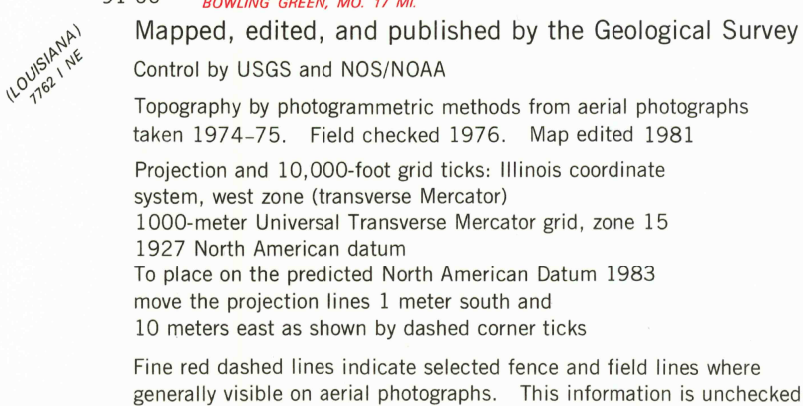 BOWLING GREEN, MO. 17 MI.
(LOUISIANA)
7762 I NE
Mapped, edited, and published by the Geological Survey
Control by USGS and NOS/NOAA
Topography by photogrammetric methods from aerial photographs
taken 1974–75. Field checked 1976. Map edited 1981
Projection and 10,000-foot grid ticks: Illinois coordinate
system, west zone (transverse Mercator)
1000-meter Universal Transverse Mercator grid, zone 15
1927 North American datum
To place on the predicted North American Datum 1983
move the projection lines 1 meter south and
10 meters east as shown by dashed corner ticks
Fine red dashed lines indicate selected fence and field lines where
generally visible on aerial photographs. This information is unchecked